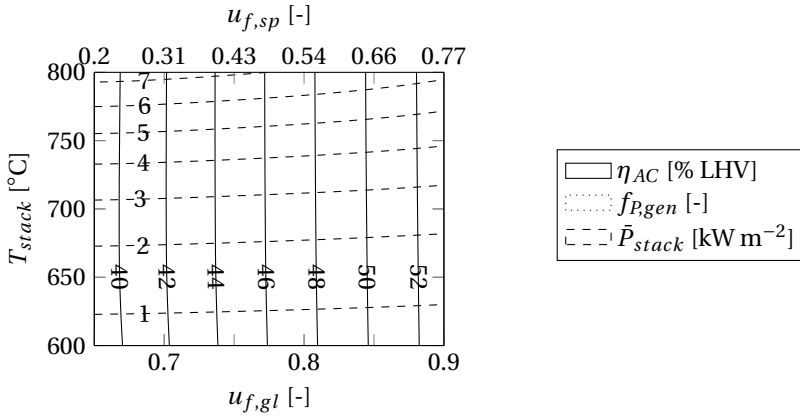 u_{f,sp} [-]
0.2 0.31 0.43 0.54 0.66 0.77
800
750
700
650
600
T_{stack} [°C]
7
6
5
4
3
2
1
40 42 44 46 48 50 52
0.7 0.8 0.9
u_{f,gl} [-]
η_{AC} [% LHV]
f_{P,gen} [-]
P̄_{stack} [kW m^{−2}]